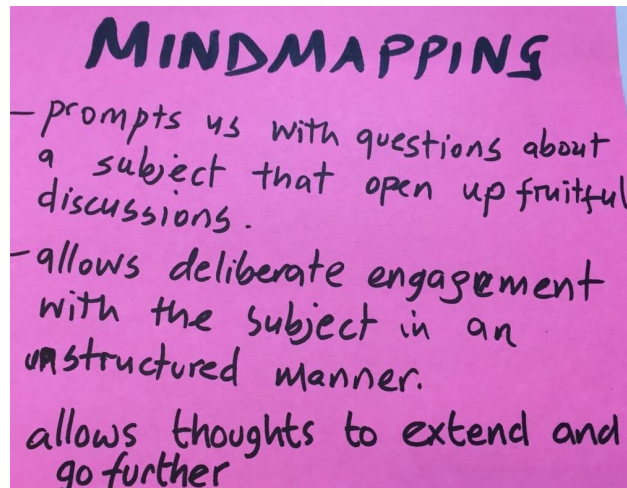 MINDMAPPING
- prompts us with questions about
a subject that open up fruitful
discussions.
- allows deliberate engagement
with the subject in an
unstructured manner.
allows thoughts to extend and
go further